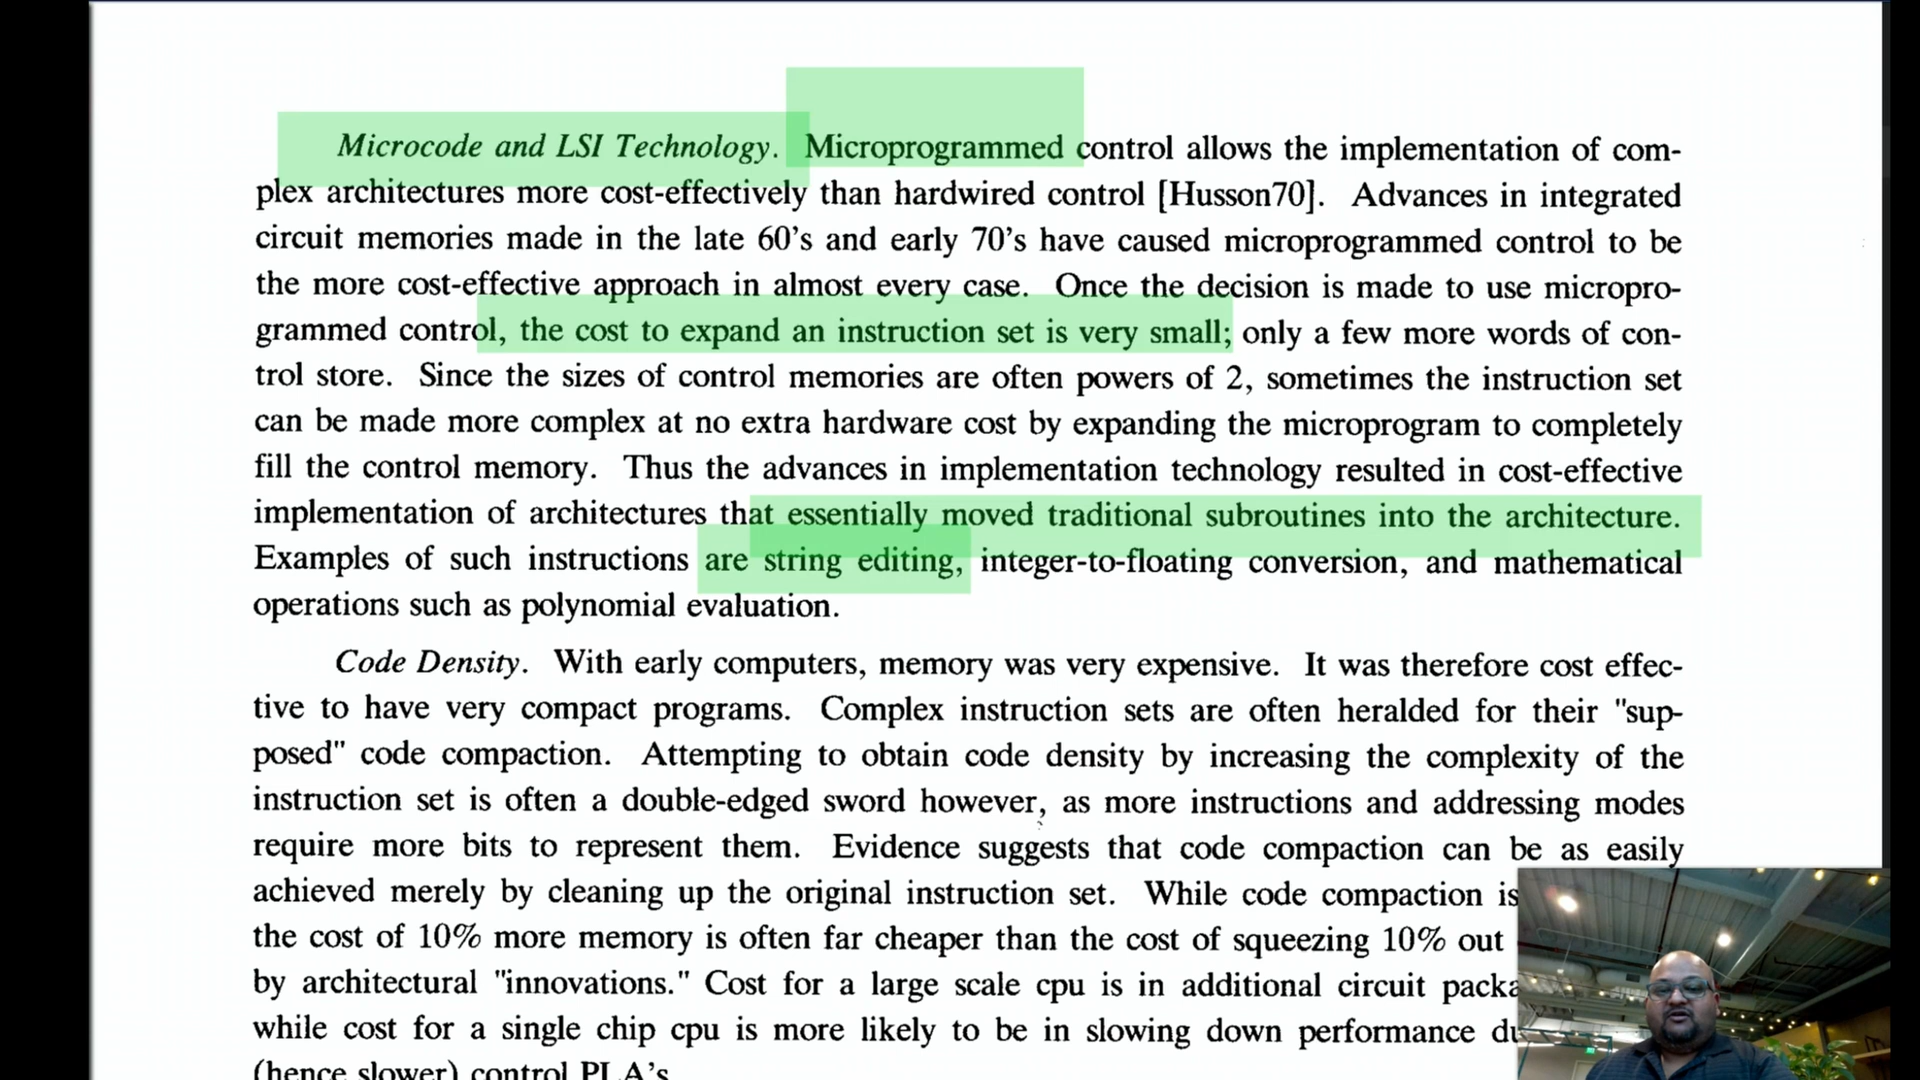 Microcode and LSI Technology. Microprogrammed control allows the implementation of com-
plex architectures more cost-effectively than hardwired control [Husson70]. Advances in integrated
circuit memories made in the late 60's and early 70's have caused microprogrammed control to be
the more cost-effective approach in almost every case. Once the decision is made to use micropro-
grammed control, the cost to expand an instruction set is very small; only a few more words of con-
trol store. Since the sizes of control memories are often powers of 2, sometimes the instruction set
can be made more complex at no extra hardware cost by expanding the microprogram to completely
fill the control memory. Thus the advances in implementation technology resulted in cost-effective
implementation of architectures that essentially moved traditional subroutines into the architecture.
Examples of such instructions are string editing, integer-to-floating conversion, and mathematical
operations such as polynomial evaluation.
Code Density. With early computers, memory was very expensive. It was therefore cost effec-
tive to have very compact programs. Complex instruction sets are often heralded for their "sup-
posed" code compaction. Attempting to obtain code density by increasing the complexity of the
instruction set is often a double-edged sword however, as more instructions and addressing modes
require more bits to represent them. Evidence suggests that code compaction can be as easily
achieved merely by cleaning up the original instruction set. While code compaction is
the cost of 10% more memory is often far cheaper than the cost of squeezing 10% out
by architectural "innovations." Cost for a large scale cpu is in additional circuit
while cost for a single chip cpu is more likely to be in slowing down performance
(hence slower) control PLA's